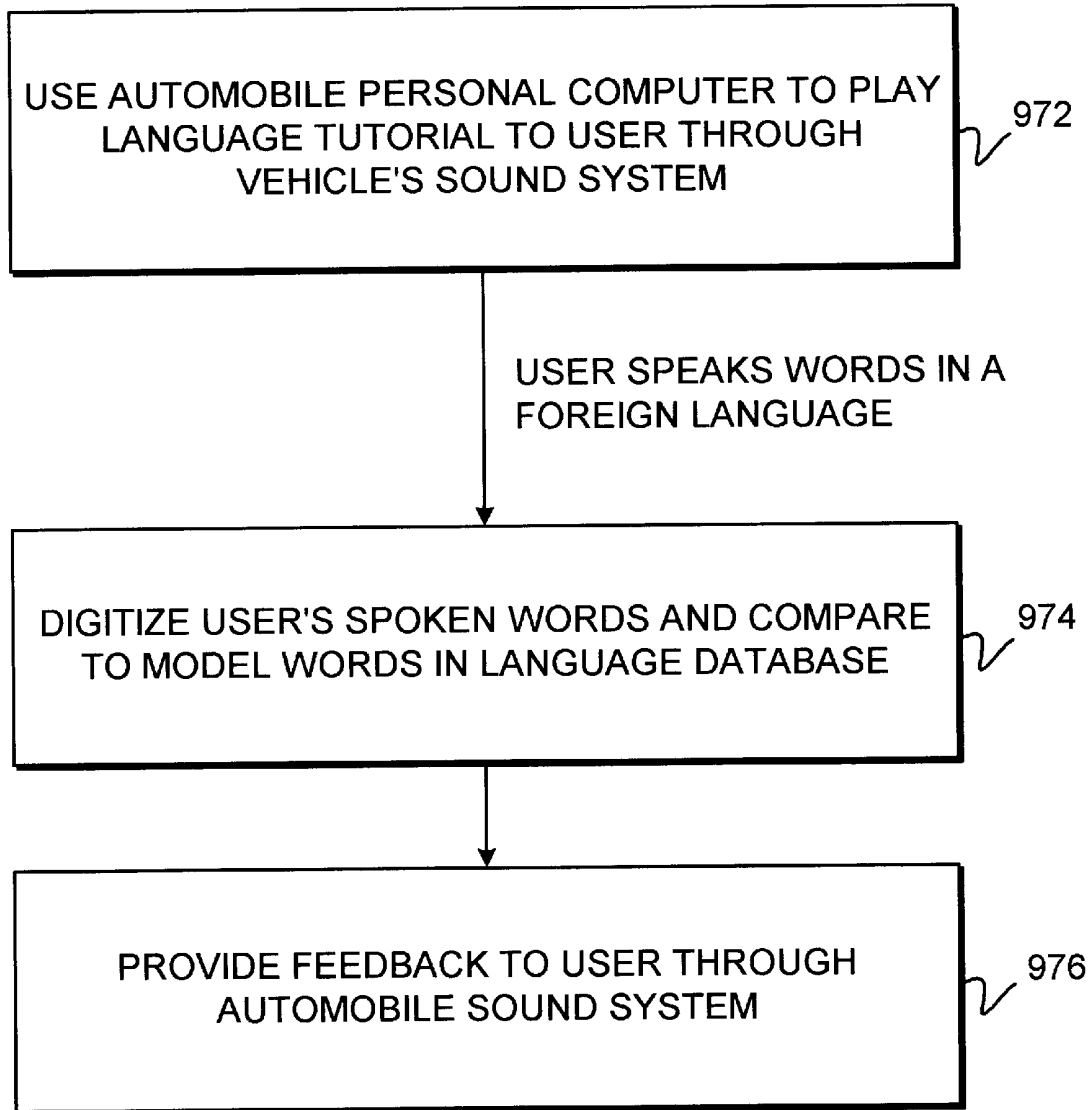 USE AUTOMOBILE PERSONAL COMPUTER TO PLAY
LANGUAGE TUTORIAL TO USER THROUGH
VEHICLE'S SOUND SYSTEM
972
USER SPEAKS WORDS IN A
FOREIGN LANGUAGE
DIGITIZE USER'S SPOKEN WORDS AND COMPARE
TO MODEL WORDS IN LANGUAGE DATABASE
974
PROVIDE FEEDBACK TO USER THROUGH
AUTOMOBILE SOUND SYSTEM
976